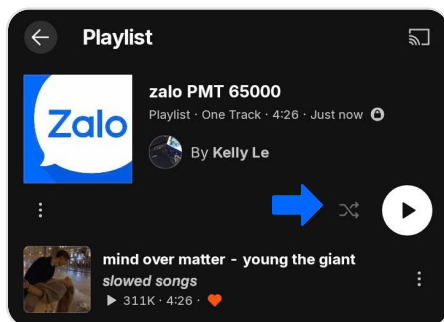 Playlist
Zalo
zalo PMT 65000
Playlist · One Track · 4:26 · Just now
By Kelly Le
mind over matter - young the giant
slowed songs
311K · 4:26 ·